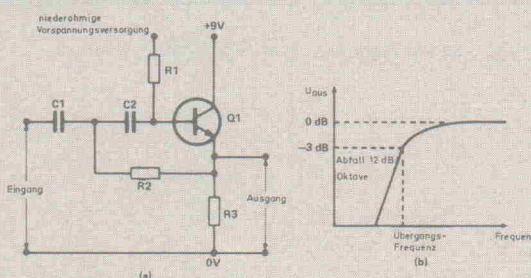 niederohmige
Vorspannungsversorgung
+9V
R1
C1
C2
Q1
R2
Eingang
Ausgang
R3
0V
(a)
Uaus
0 dB
−3 dB
Abfall 12 dB/
Oktave
Übergangs-
Frequenz
Frequenz
(b)